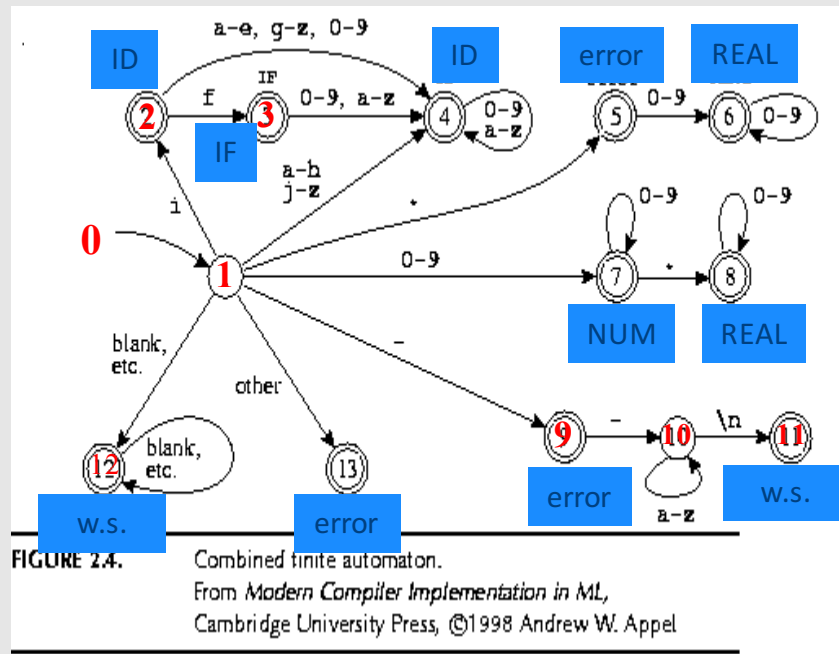 a-e, g-z, 0-9
ID
ID
error
REAL
IF
2
f
3
0-9, a-z
4
0-9
a-z
5
0-9
6
0-9
IF
a-h
j-z
.
i
0
1
0-9
7
0-9
.
8
0-9
NUM
REAL
blank,
etc.
other
-
12
blank,
etc.
13
9
-
10
\n
11
a-z
w.s.
error
error
w.s.
FIGURE 2.4. Combined finite automaton.
From Modern Compiler Implementation in ML,
Cambridge University Press, ©1998 Andrew W. Appel